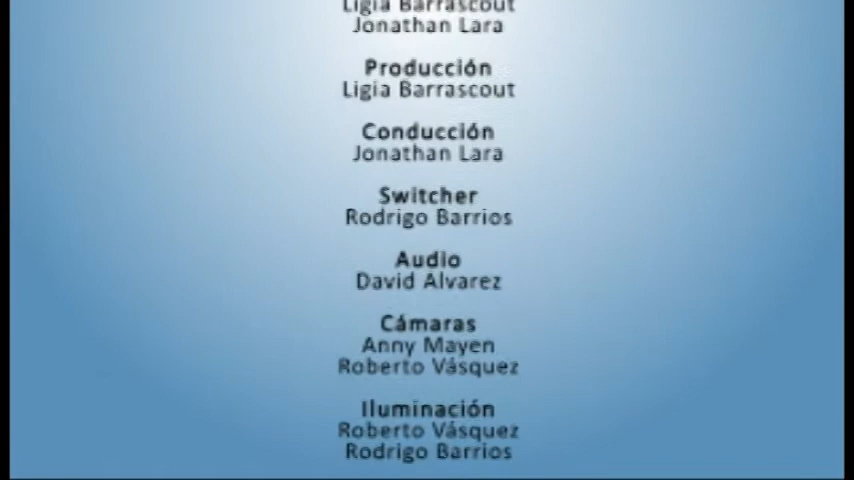 Ligia Barrascout
Jonathan Lara
Producción
Ligia Barrascout
Conducción
Jonathan Lara
Switcher
Rodrigo Barrios
Audio
David Alvarez
Cámaras
Anny Mayen
Roberto Vásquez
Iluminación
Roberto Vásquez
Rodrigo Barrios